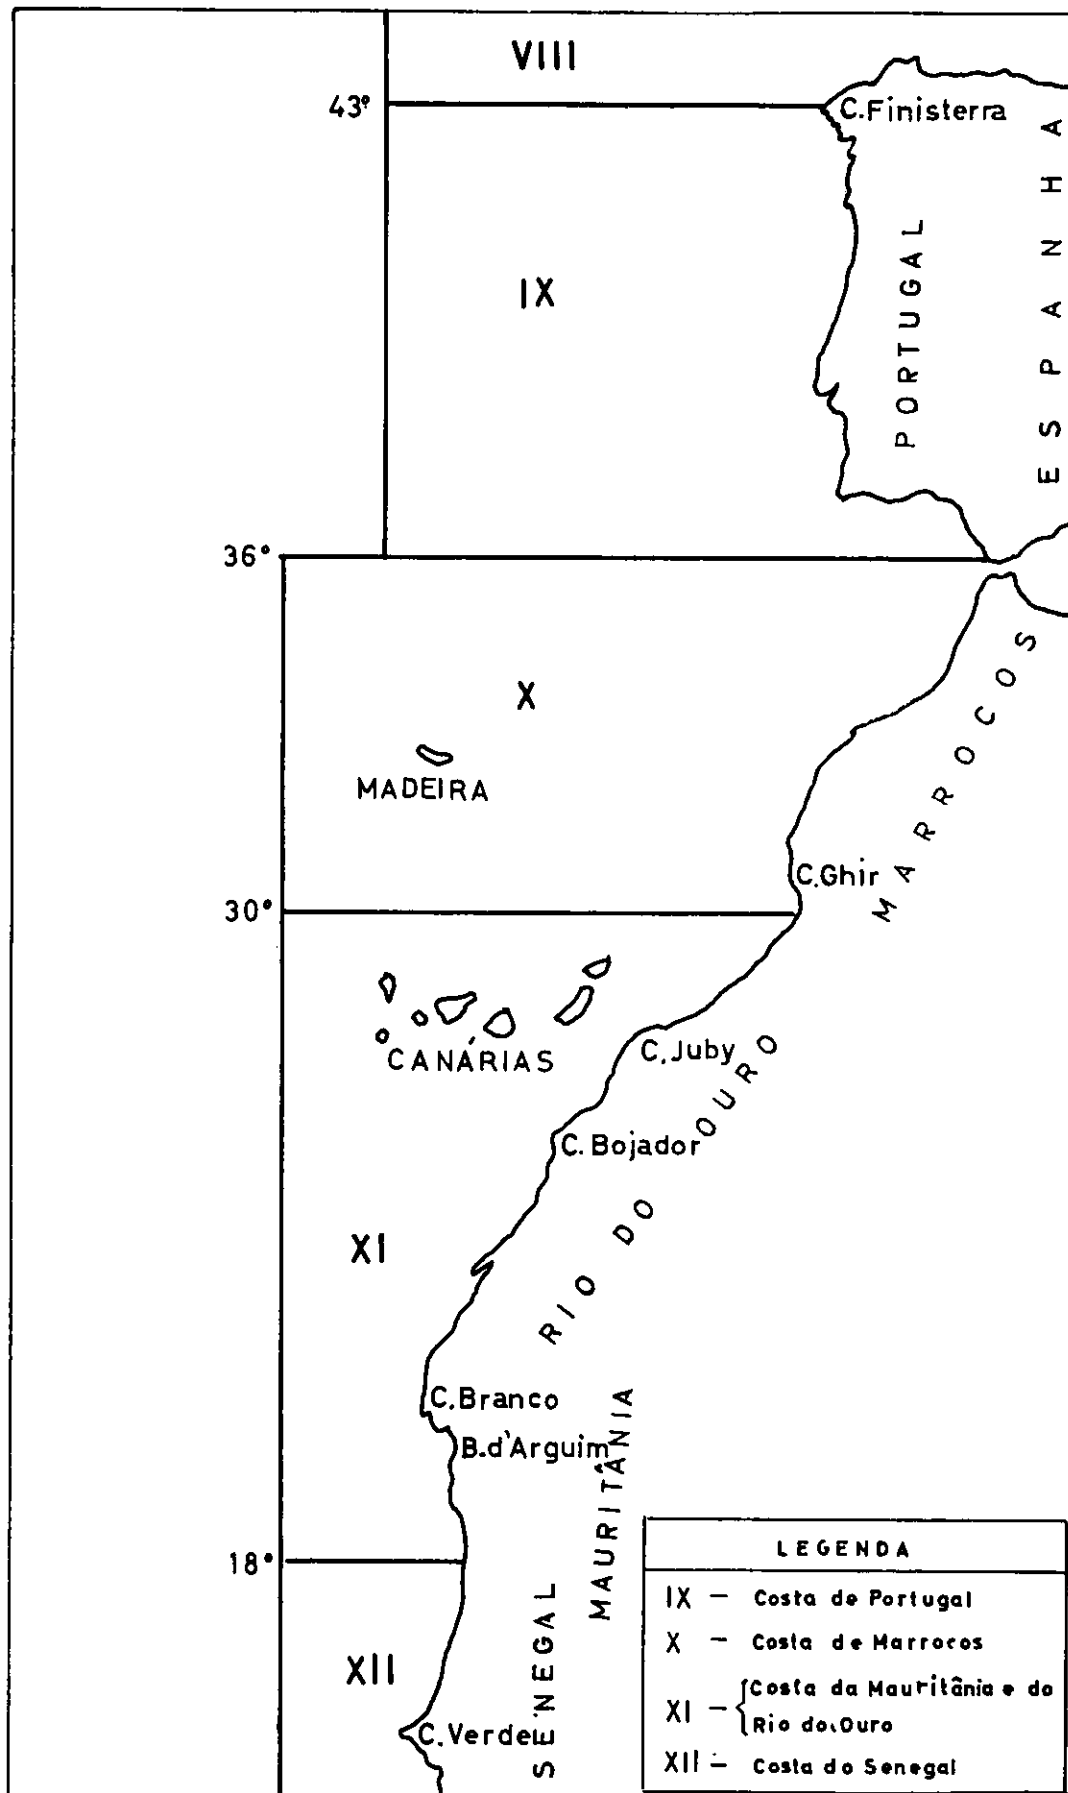 VIII
43º
C. Finisterra
ESPANHA
PORTUGAL
IX
36°
MARROCOS
X
MADEIRA
C. Ghir
30°
CANÁRIAS
C. Juby
C. Bojador
RIO DO OURO
XI
C. Branco
B. d'Arguim
MAURITÂNIA
18°
SENEGAL
XII
C. Verde
LEGENDA
IX – Costa de Portugal
X – Costa de Marrocos
XI – Costa da Mauritânia e do
Rio do Ouro
XII – Costa do Senegal